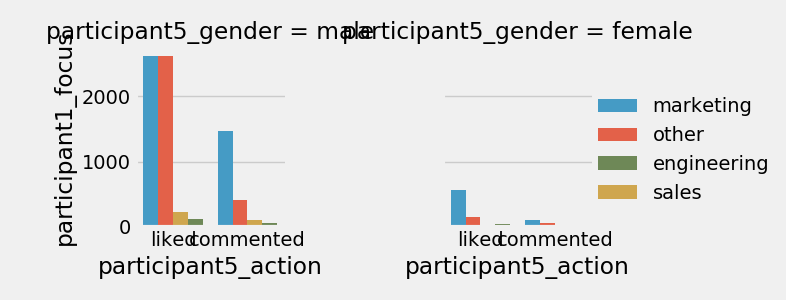 participant5_gender = male
participant5_gender = female
participant1_focus
2000
1000
0
liked
commented
liked
commented
participant5_action
participant5_action
marketing
other
engineering
sales